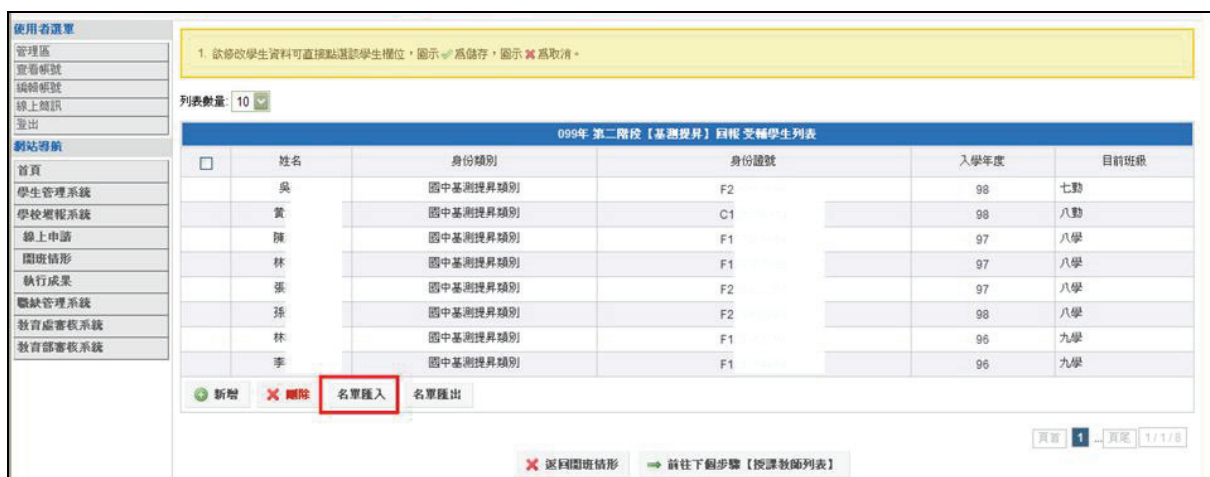 使用者選單
管理區
查看帳號
編輯帳號
線上簡訊
登出
網站導航
首頁
學生管理系統
學校填報系統
線上申請
開班情形
執行成果
職缺管理系統
教育處審核系統
教育部審核系統
1. 欲修改學生資料可直接點選該學生欄位，圖示 為儲存，圖示 為取消。
列表數量: 10
099年 第二階段【基測提昇】回報 受輔學生列表
姓名 身份類別 身份證號 入學年度 目前班級
吳 國中基測提昇類別 F2 98 七勤
黃 國中基測提昇類別 C1 98 八勤
陳 國中基測提昇類別 F1 97 八學
林 國中基測提昇類別 F1 97 八學
張 國中基測提昇類別 F2 97 八學
孫 國中基測提昇類別 F2 98 八學
林 國中基測提昇類別 F1 96 九學
李 國中基測提昇類別 F1 96 九學
新增 刪除 名單匯入 名單匯出
頁首 1 ...頁尾 1/1/8
返回開班情形 前往下個步驟【授課教師列表】